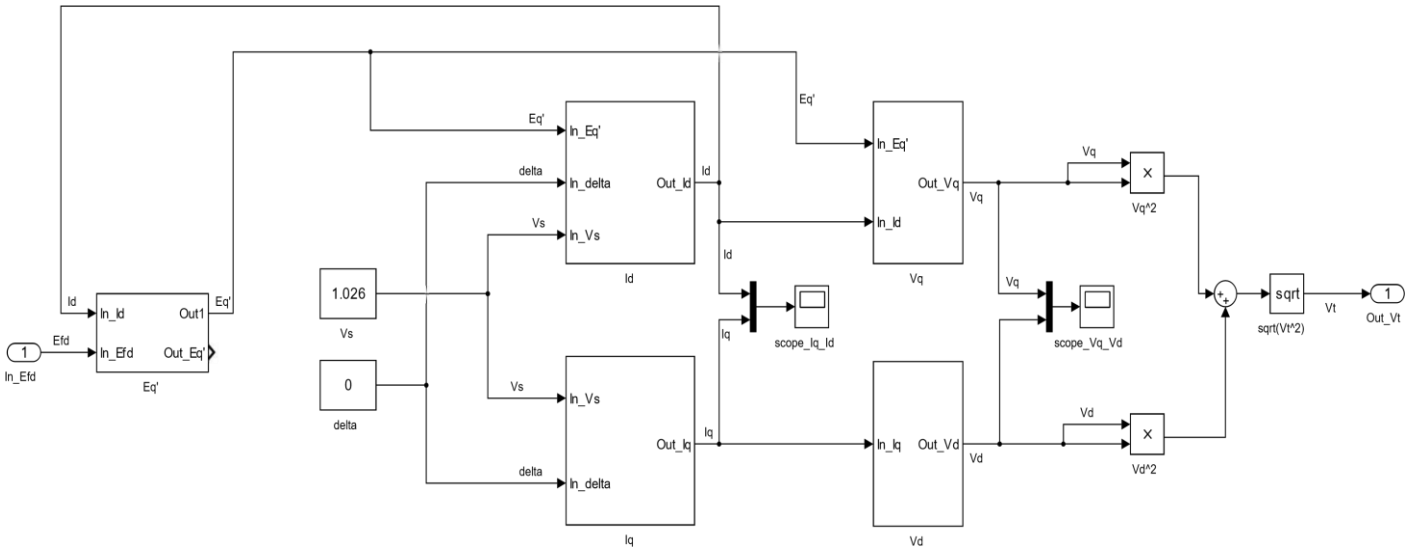 Eq'
Eq'
Eq'
In_Eq'
In_Eq'
Vq
delta
In_delta
Out_Id
Id
Out_Vq
Vq
X
Vq^2
Vs
In_Vs
In_Id
Id
Id
Vq
Vq
1.026
Vs
Id
In_Id
Out1
Eq'
Efd
In_Efd
Out_Eq'
1
In_Efd
Eq'
Iq
scope_Iq_Id
scope_Vq_Vd
+
+
sqrt
sqrt(Vt^2)
Vt
1
Out_Vt
0
delta
Vs
In_Vs
Iq
Out_Iq
In_Iq
Out_Vd
Vd
Vd
X
Vd^2
delta
In_delta
Iq
Vd